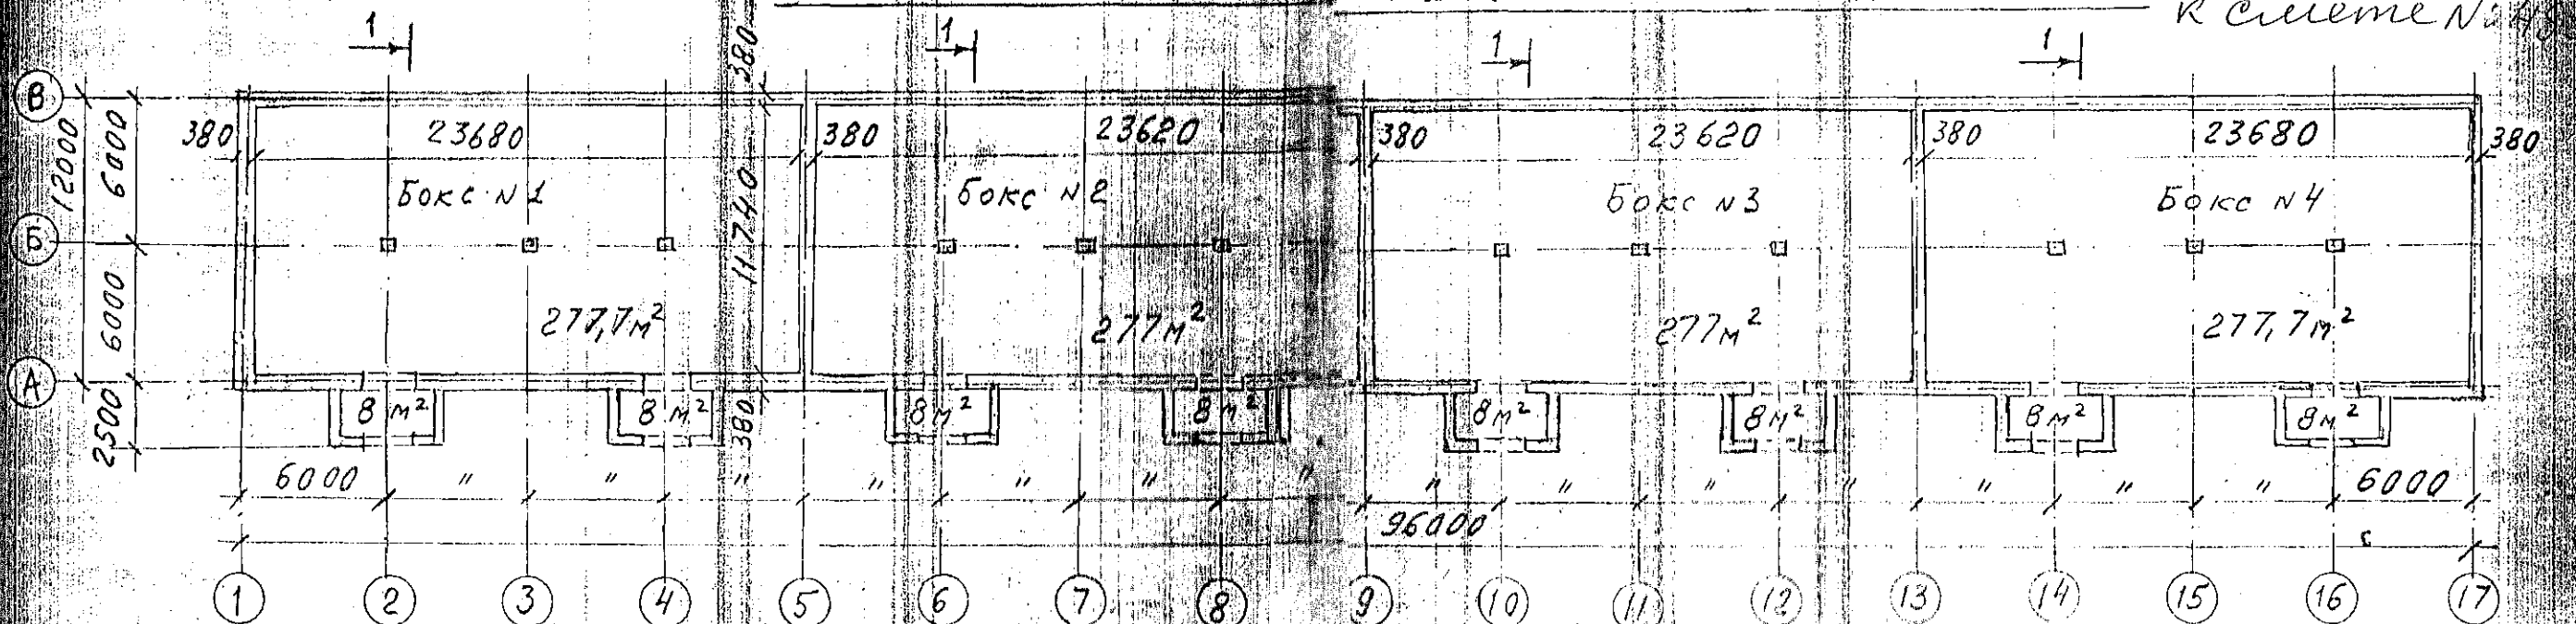 к смете №
1 1 1 1
В 380
380 23680 380 23620 380 23620 380 23680 380
12000 6000
Бокс N 1 Бокс N 2 Бокс N 3 Бокс N 4
11740
Б
6000 277,7м² 277м² 277м² 277,7м²
А
2500 8 м² 8 м² 380 8 м² 8 м² 8 м² 8 м² 8 м² 8 м²
6000 " " " " " " " " " " " " " " 6000
96000
1 2 3 4 5 6 7 8 9 10 11 12 13 14 15 16 17